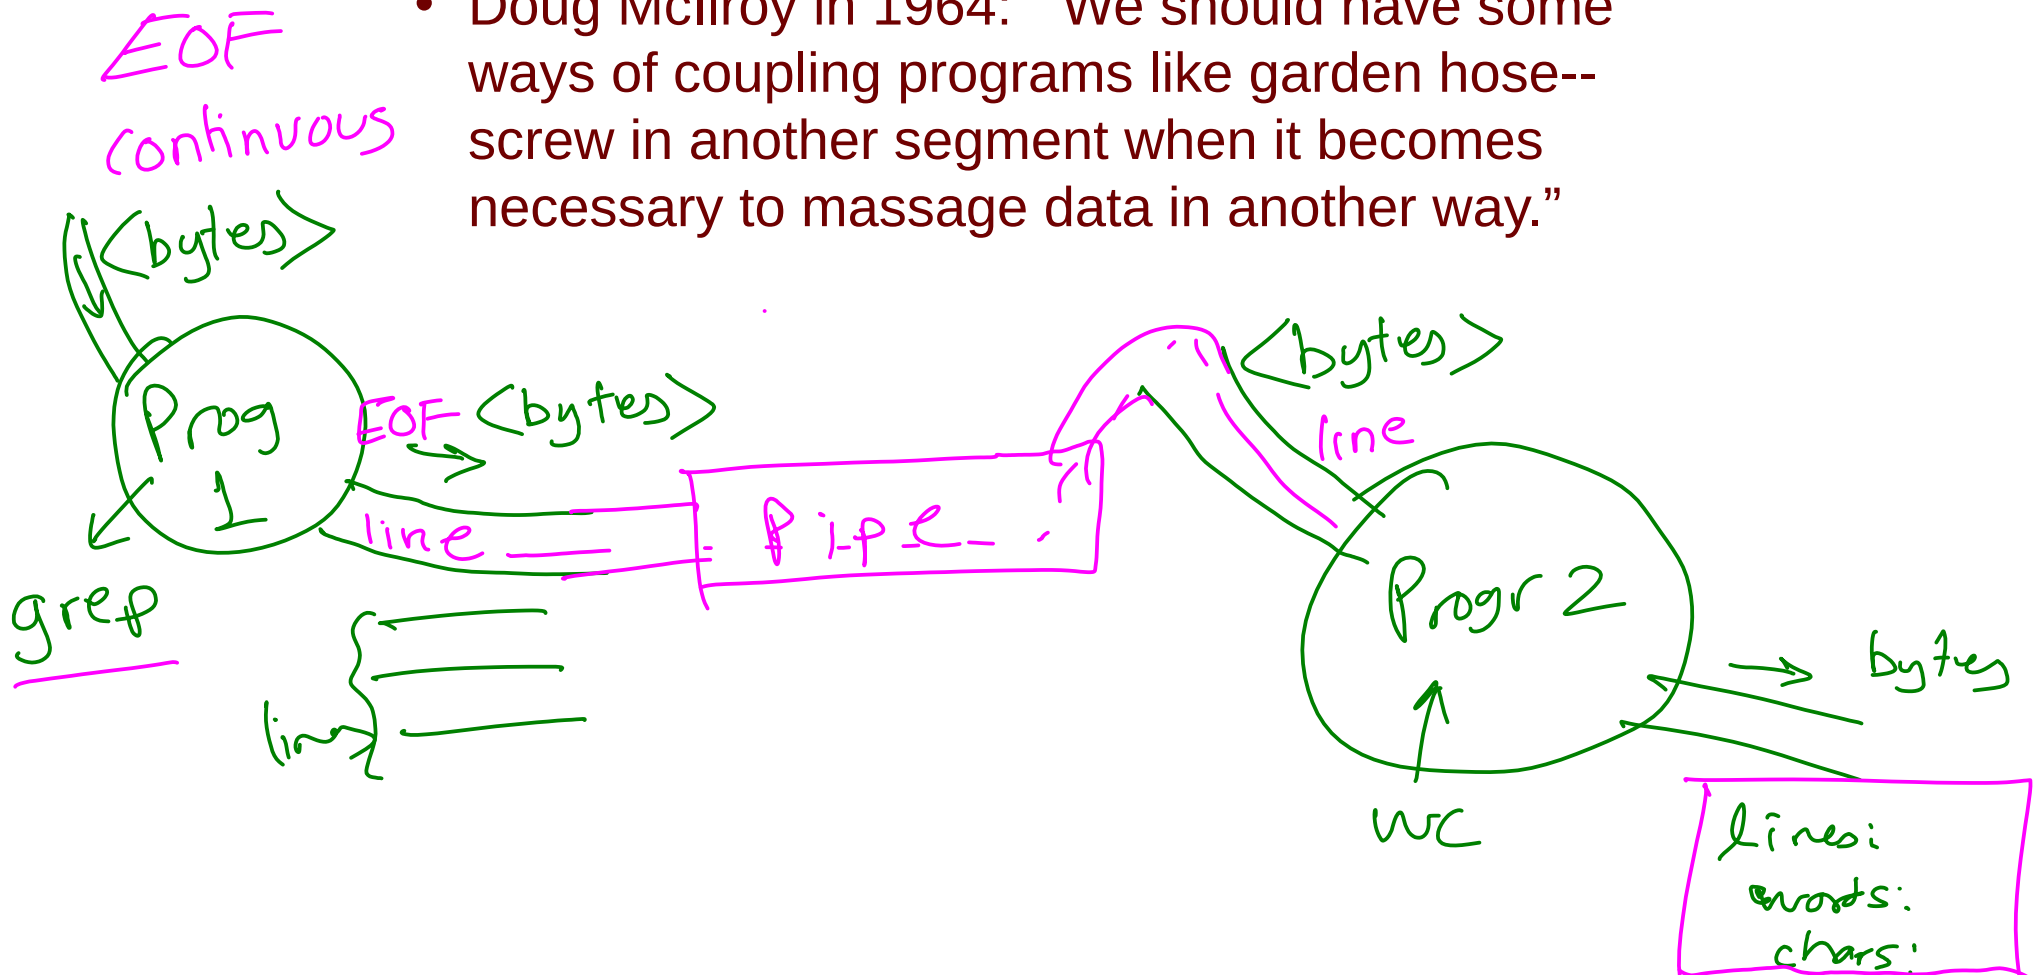 • Doug McIlroy in 1964: “We should have some
ways of coupling programs like garden hose--
screw in another segment when it becomes
necessary to massage data in another way.”
EOF
continuous
<bytes>
Prog
1
EOF <bytes>
line
Pipe
<bytes>
line
Progr 2
grep
lines
bytes
wc
lines:
words:
chars: